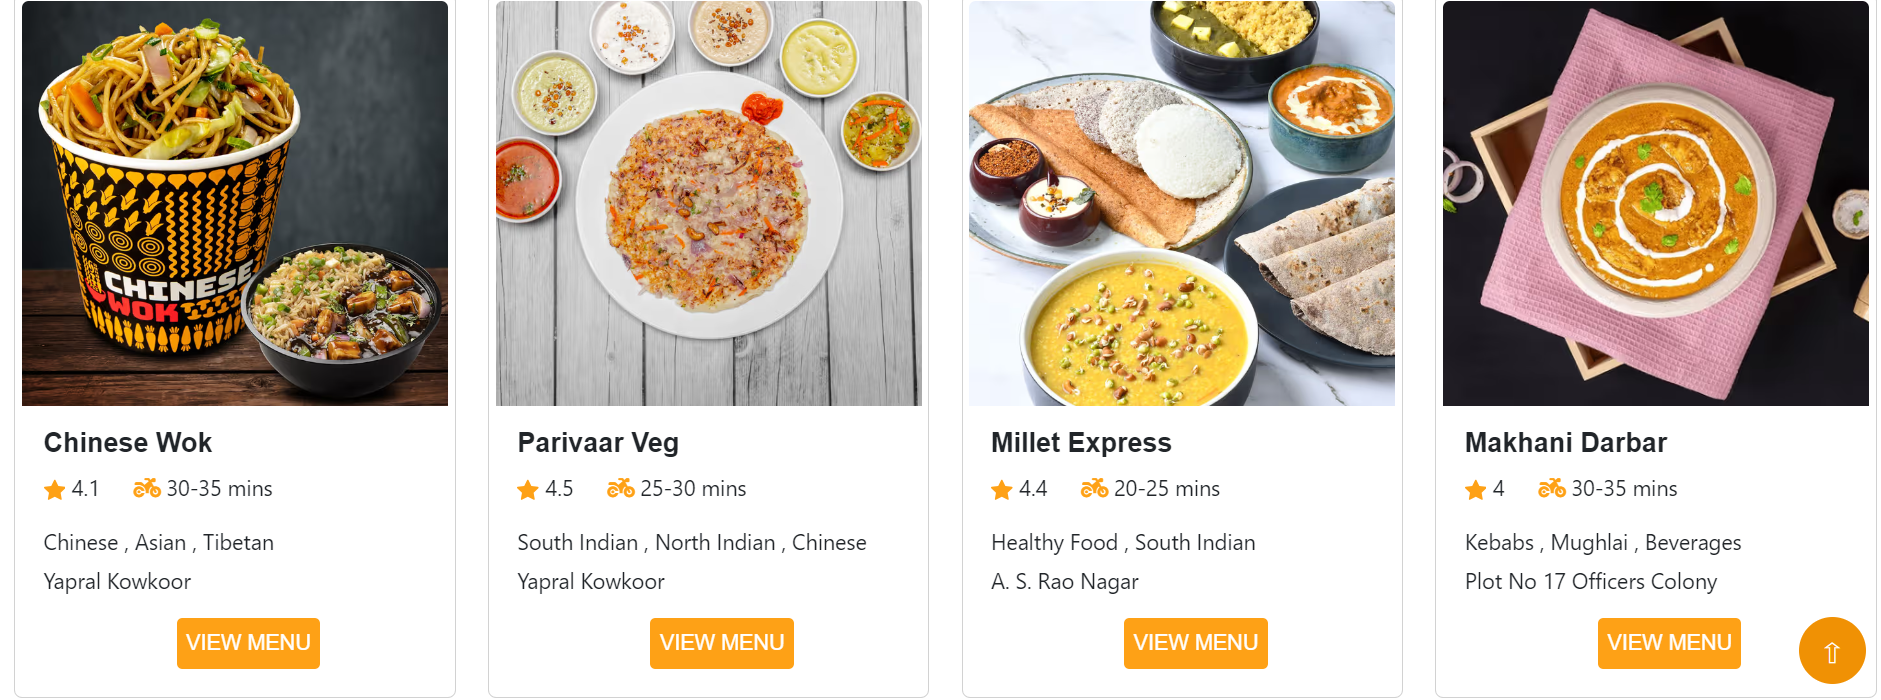 CHINESE
WOK
Chinese Wok
4.1 30-35 mins
Chinese , Asian , Tibetan
Yapral Kowkoor
VIEW MENU
Parivaar Veg
4.5 25-30 mins
South Indian , North Indian , Chinese
Yapral Kowkoor
VIEW MENU
Millet Express
4.4 20-25 mins
Healthy Food , South Indian
A. S. Rao Nagar
VIEW MENU
Makhani Darbar
4 30-35 mins
Kebabs , Mughlai , Beverages
Plot No 17 Officers Colony
VIEW MENU
⇧